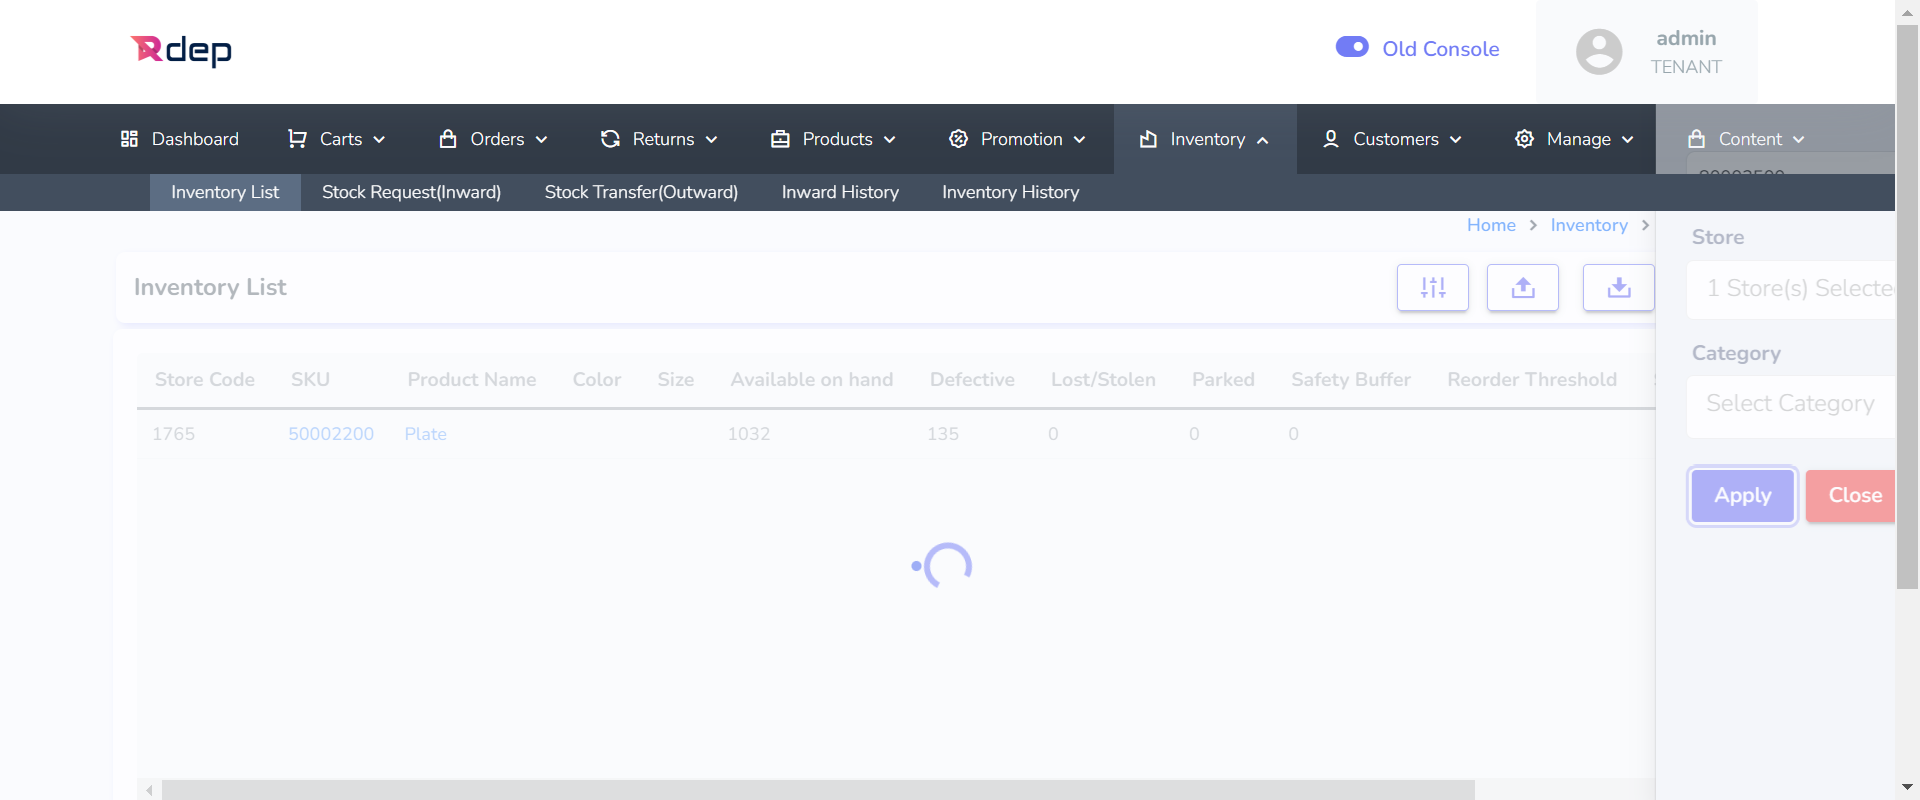 Rdep
Old Console
admin
TENANT
Dashboard
Carts
Orders
Returns
Products
Promotion
Inventory
Customers
Manage
Content
Inventory List
Stock Request(Inward)
Stock Transfer(Outward)
Inward History
Inventory History
Home > Inventory >
Inventory List
Store
1 Store(s) Selected
Category
Select Category
Apply
Close
Store Code SKU Product Name Color Size Available on hand Defective Lost/Stolen Parked Safety Buffer Reorder Threshold
1765 50002200 Plate 1032 135 0 0 0